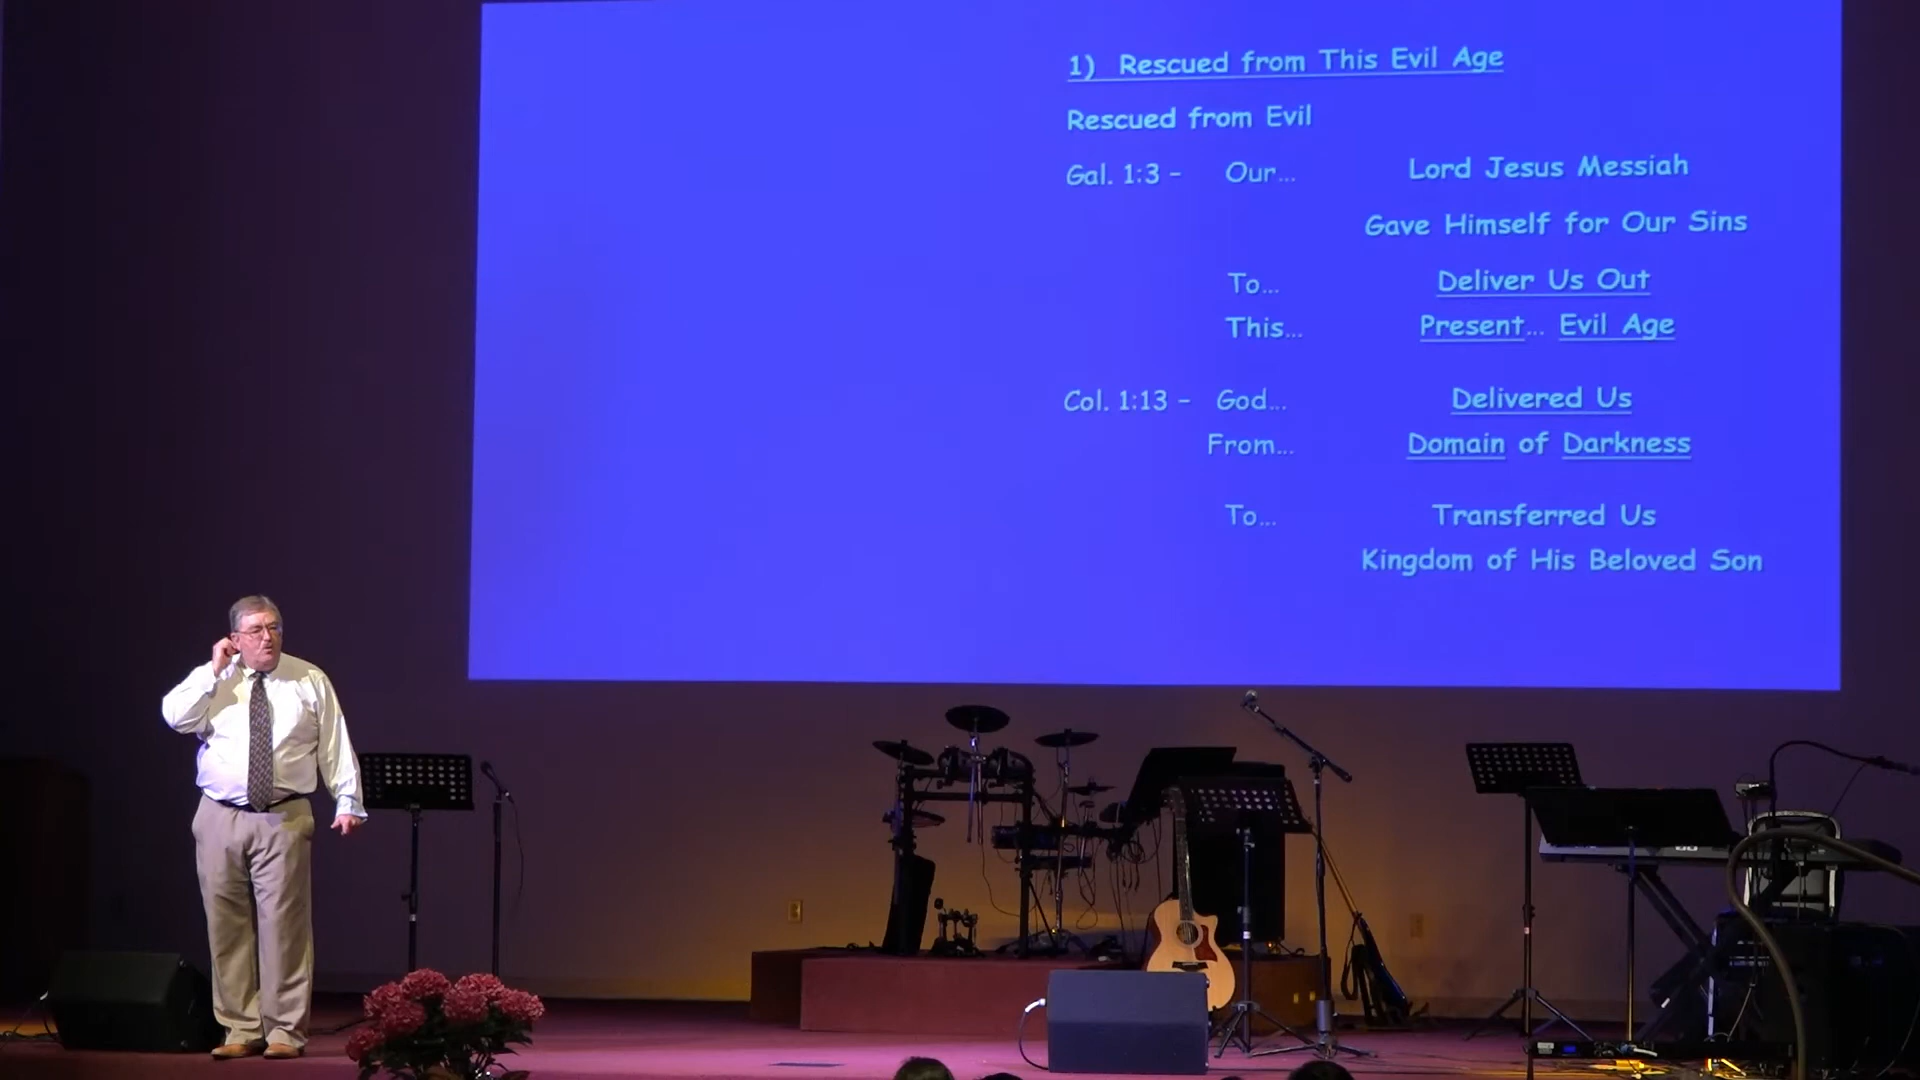 1) Rescued from This Evil Age
Rescued from Evil
Gal. 1:3 - Our... Lord Jesus Messiah
Gave Himself for Our Sins
To... Deliver Us Out
This... Present... Evil Age
Col. 1:13 - God... Delivered Us
From... Domain of Darkness
To... Transferred Us
Kingdom of His Beloved Son